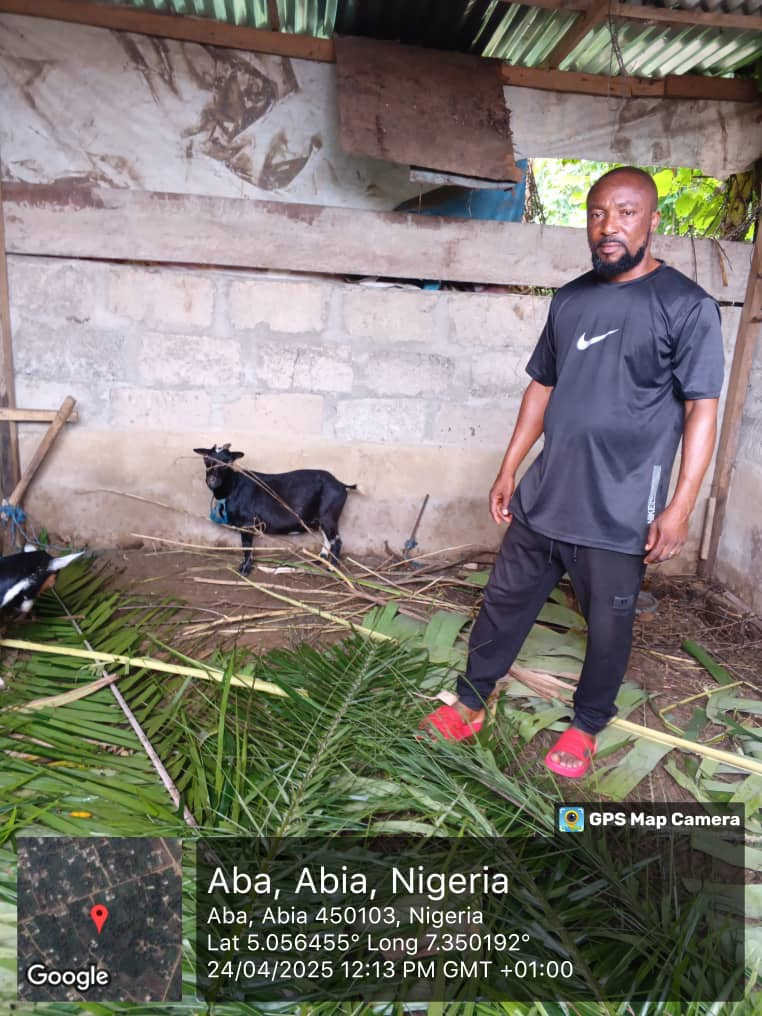 NIKE
GPS Map Camera
Google
Aba, Abia, Nigeria
Aba, Abia 450103, Nigeria
Lat 5.056455° Long 7.350192°
24/04/2025 12:13 PM GMT +01:00